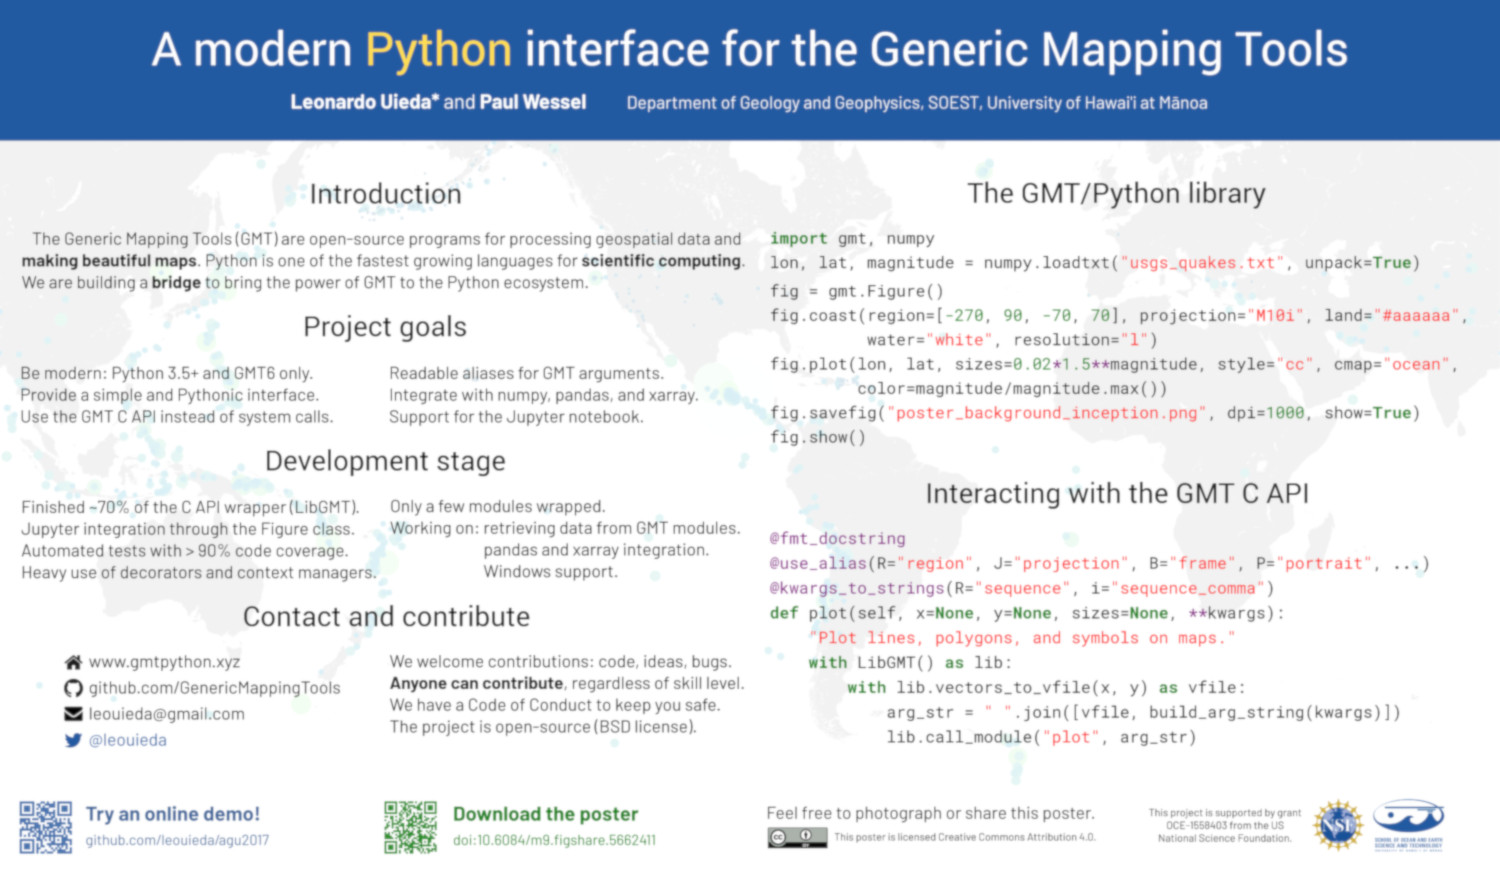 A modern Python interface for the Generic Mapping Tools
Leonardo Uieda* and Paul Wessel Department of Geology and Geophysics, SOEST, University of Hawai'i at Mānoa
Introduction
The Generic Mapping Tools (GMT) are open-source programs for processing geospatial data and
making beautiful maps. Python is one of the fastest growing languages for scientific computing.
We are building a bridge to bring the power of GMT to the Python ecosystem.
Project goals
Be modern: Python 3.5+ and GMT6 only.
Provide a simple and Pythonic interface.
Use the GMT C API instead of system calls.
Readable aliases for GMT arguments.
Integrate with numpy, pandas, and xarray.
Support for the Jupyter notebook.
Development stage
Finished ~70% of the C API wrapper (LibGMT).
Jupyter integration through the Figure class.
Automated tests with > 90% code coverage.
Heavy use of decorators and context managers.
Only a few modules wrapped.
Working on: retrieving data from GMT modules.
pandas and xarray integration.
Windows support.
Contact and contribute
www.gmtpython.xyz
github.com/GenericMappingTools
leouieda@gmail.com
@leouieda
We welcome contributions: code, ideas, bugs.
Anyone can contribute, regardless of skill level.
We have a Code of Conduct to keep you safe.
The project is open-source (BSD license).
The GMT/Python library
import gmt, numpy
lon, lat, magnitude = numpy.loadtxt("usgs_quakes.txt", unpack=True)
fig = gmt.Figure()
fig.coast(region=[-270, 90, -70, 70], projection="M10i", land="#aaaaaa",
water="white", resolution="l")
fig.plot(lon, lat, sizes=0.02*1.5**magnitude, style="cc", cmap="ocean",
color=magnitude/magnitude.max())
fig.savefig("poster_background_inception.png", dpi=1000, show=True)
fig.show()
Interacting with the GMT C API
@fmt_docstring
@use_alias(R="region", J="projection", B="frame", P="portrait", ...)
@kwargs_to_strings(R="sequence", i="sequence_comma")
def plot(self, x=None, y=None, sizes=None, **kwargs):
"Plot lines, polygons, and symbols on maps."
with LibGMT() as lib:
with lib.vectors_to_vfile(x, y) as vfile:
arg_str = " ".join([vfile, build_arg_string(kwargs)])
lib.call_module("plot", arg_str)
Try an online demo!
github.com/leouieda/agu2017
Download the poster
doi:10.6084/m9.figshare.5662411
Feel free to photograph or share this poster.
This poster is licensed Creative Commons Attribution 4.0.
This project is supported by grant
OCE-1558403 from the US
National Science Foundation.
NSF
SCHOOL OF OCEAN AND EARTH
SCIENCE AND TECHNOLOGY